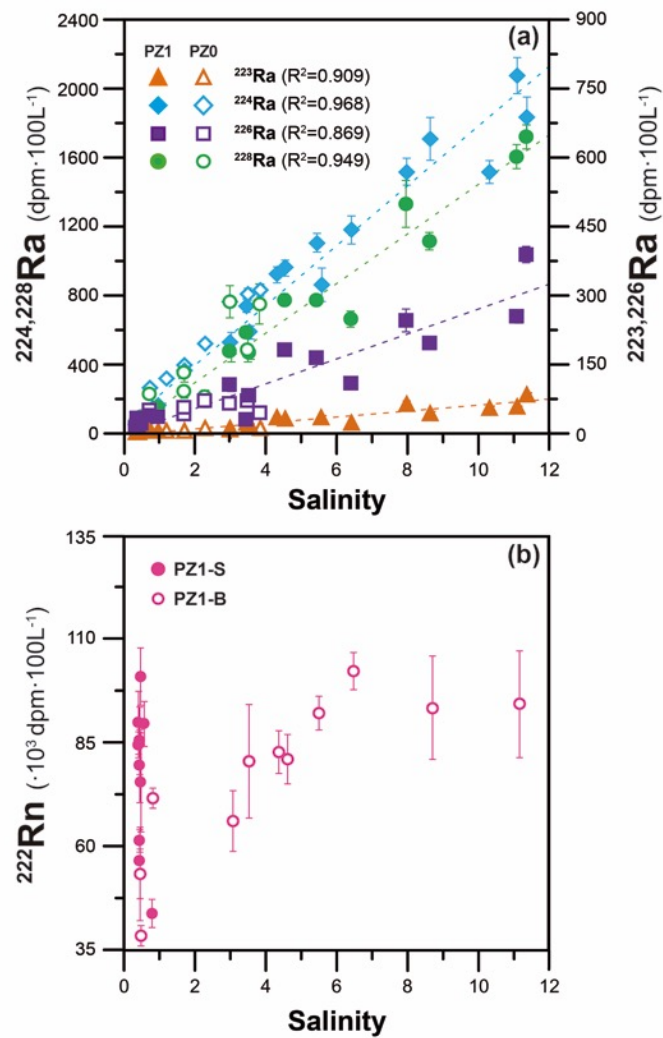 2400
2000
1600
1200
800
400
0
224,228Ra (dpm·100L-1)
(a)
PZ1 PZ0
223Ra (R2=0.909)
224Ra (R2=0.968)
226Ra (R2=0.869)
228Ra (R2=0.949)
900
750
600
450
300
150
0
223,226Ra (dpm·100L-1)
0 2 4 6 8 10 12
Salinity
135
110
85
60
35
222Rn (·103 dpm·100L-1)
(b)
PZ1-S
PZ1-B
0 2 4 6 8 10 12
Salinity